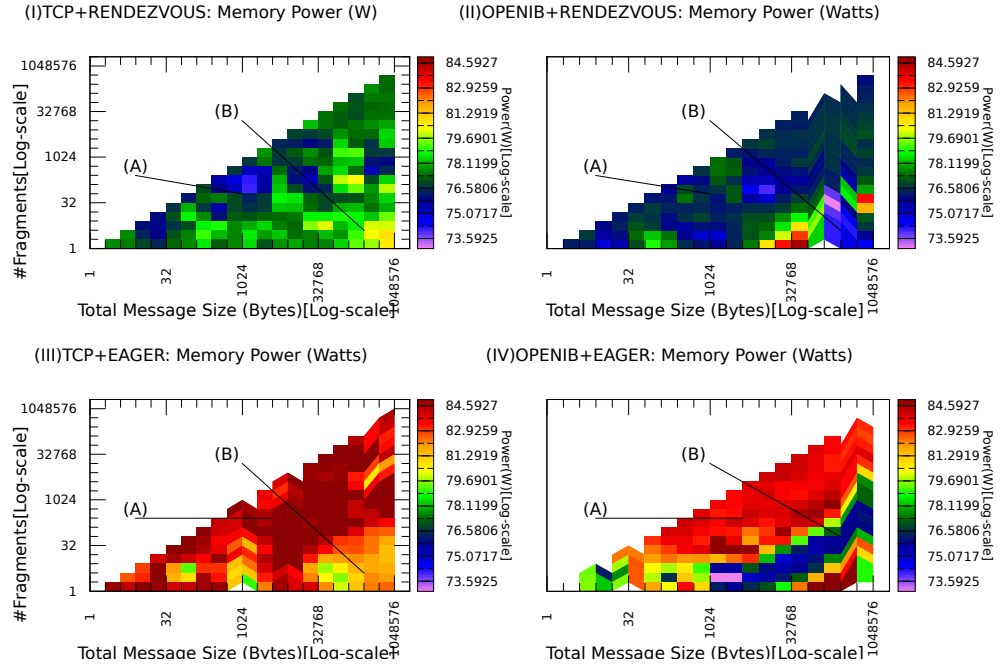 (I)TCP+RENDEZVOUS: Memory Power (W)
(II)OPENIB+RENDEZVOUS: Memory Power (Watts)
#Fragments[Log-scale]
1048576
32768
1024
32
1
(A)
(B)
1
32
1024
32768
1048576
Total Message Size (Bytes)[Log-scale]
84.5927
82.9259
81.2919
79.6901
78.1199
76.5806
75.0717
73.5925
Power(W)[Log-scale]
(A)
(B)
1
32
1024
32768
1048576
Total Message Size (Bytes)[Log-scale]
84.5927
82.9259
81.2919
79.6901
78.1199
76.5806
75.0717
73.5925
Power(W)[Log-scale]
(III)TCP+EAGER: Memory Power (Watts)
(IV)OPENIB+EAGER: Memory Power (Watts)
#Fragments[Log-scale]
1048576
32768
1024
32
1
(A)
(B)
1
32
1024
32768
1048576
Total Message Size (Bytes)[Log-scale]
84.5927
82.9259
81.2919
79.6901
78.1199
76.5806
75.0717
73.5925
Power(W)[Log-scale]
(A)
(B)
1
32
1024
32768
1048576
Total Message Size (Bytes)[Log-scale]
84.5927
82.9259
81.2919
79.6901
78.1199
76.5806
75.0717
73.5925
Power(W)[Log-scale]